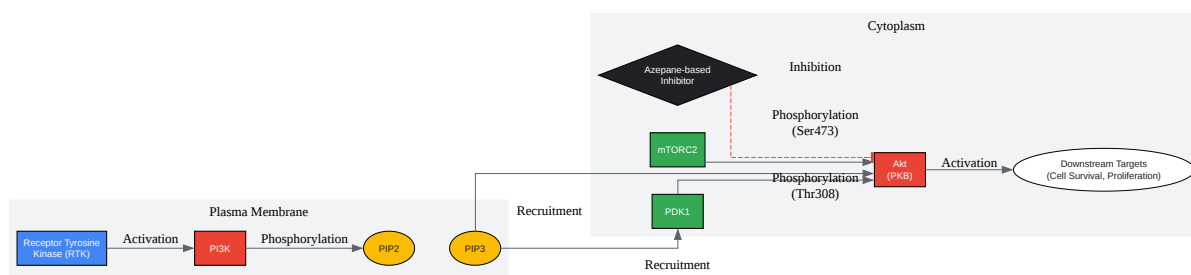 Cytoplasm
Azepane-based
Inhibitor
Inhibition
Phosphorylation
(Ser473)
mTORC2
Akt
(PKB)
Activation
Downstream Targets
(Cell Survival, Proliferation)
Phosphorylation
(Thr308)
PDK1
Plasma Membrane
Recruitment
Receptor Tyrosine
Kinase (RTK)
Activation
PI3K
Phosphorylation
PIP2
PIP3
Recruitment